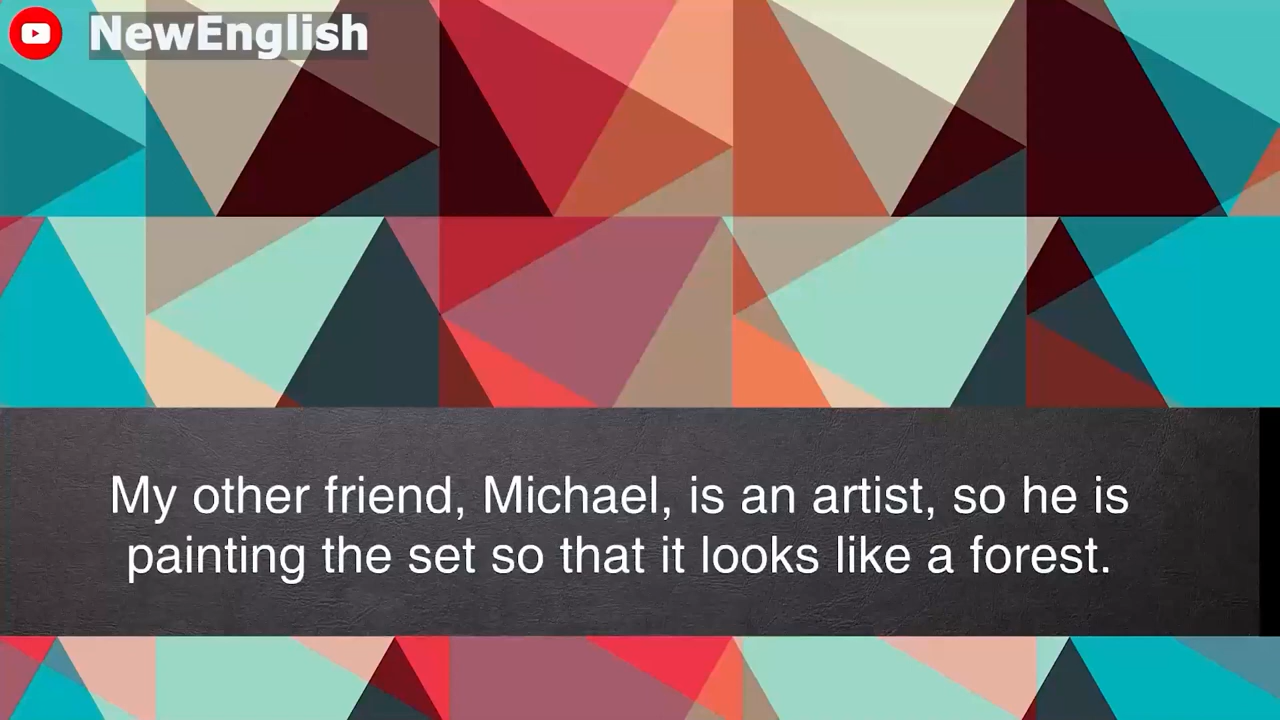 NewEnglish
My other friend, Michael, is an artist, so he is
painting the set so that it looks like a forest.